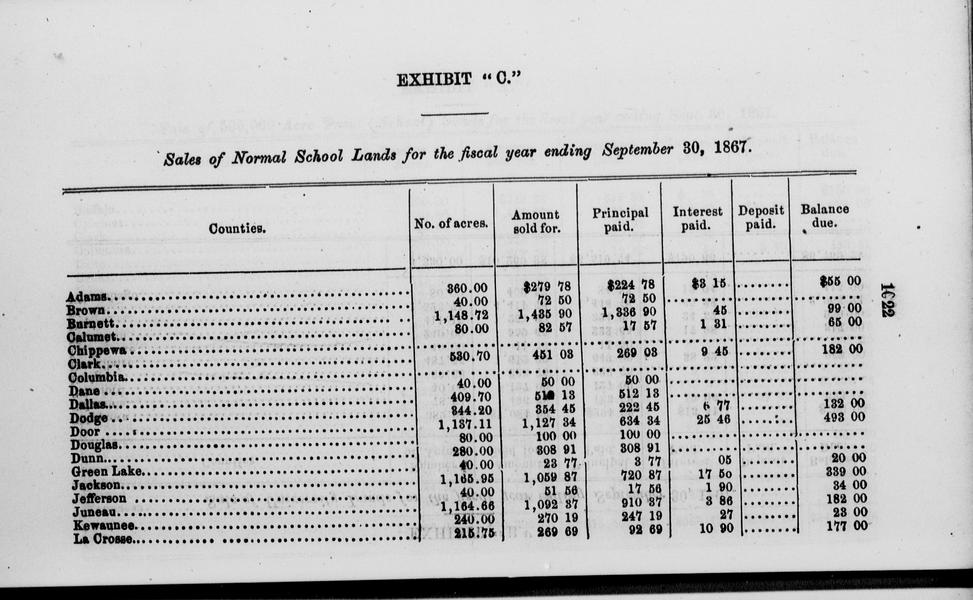 EXHIBIT "C."
Sales of Normal School Lands for the fiscal year ending September 30, 1867.
Counties. No. of acres. Amount sold for. Principal paid. Interest paid. Deposit paid. Balance due.
Adams 360.00 $279 78 $224 78 $3 15 $55 00
Brown 40.00 72 50 72 50
Burnett 1,148.72 1,435 90 1,336 90 45 99 00
Calumet 80.00 82 57 17 57 1 31 65 00
Chippewa
Clark 530.70 451 03 269 03 9 45 182 00
Columbia
Dane 40.00 50 00 50 00
Dallas 409.70 512 13 512 13
Dodge 344.20 354 45 222 45 6 77 132 00
Door 1,137.11 1,127 34 634 34 25 46 493 00
Douglas 80.00 100 00 100 00
Dunn 280.00 308 91 308 91
Green Lake 40.00 23 77 3 77 05 20 00
Jackson 1,165.95 1,059 87 720 87 17 50 339 00
Jefferson 40.00 51 56 17 56 1 90 34 00
Juneau 1,164.66 1,092 37 910 37 3 86 182 00
Kewaunee 240.00 270 19 247 19 27 23 00
La Crosse 215.75 269 69 92 69 10 90 177 00